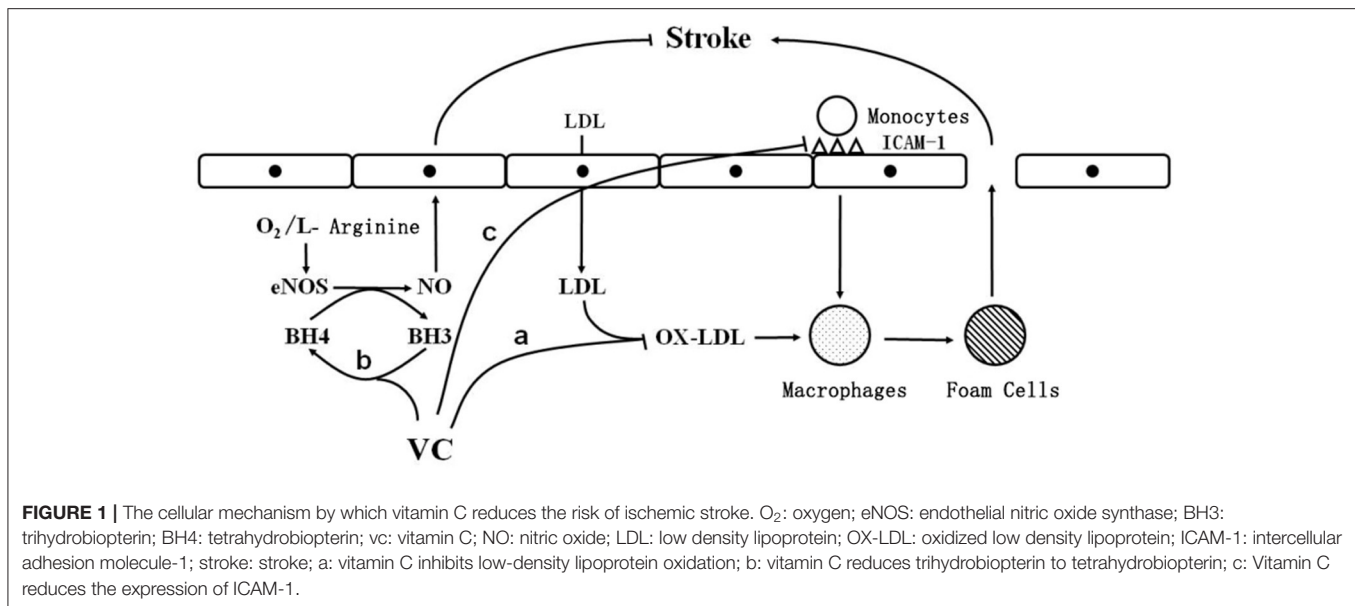 Stroke
LDL
Monocytes
ICAM-1
O₂/L- Arginine
c
eNOS
NO
LDL
BH4
BH3
a
OX-LDL
b
Macrophages
Foam Cells
VC
FIGURE 1 | The cellular mechanism by which vitamin C reduces the risk of ischemic stroke. O₂: oxygen; eNOS: endothelial nitric oxide synthase; BH3:
trihydrobiopterin; BH4: tetrahydrobiopterin; vc: vitamin C; NO: nitric oxide; LDL: low density lipoprotein; OX-LDL: oxidized low density lipoprotein; ICAM-1: intercellular
adhesion molecule-1; stroke: stroke; a: vitamin C inhibits low-density lipoprotein oxidation; b: vitamin C reduces trihydrobiopterin to tetrahydrobiopterin; c: Vitamin C
reduces the expression of ICAM-1.